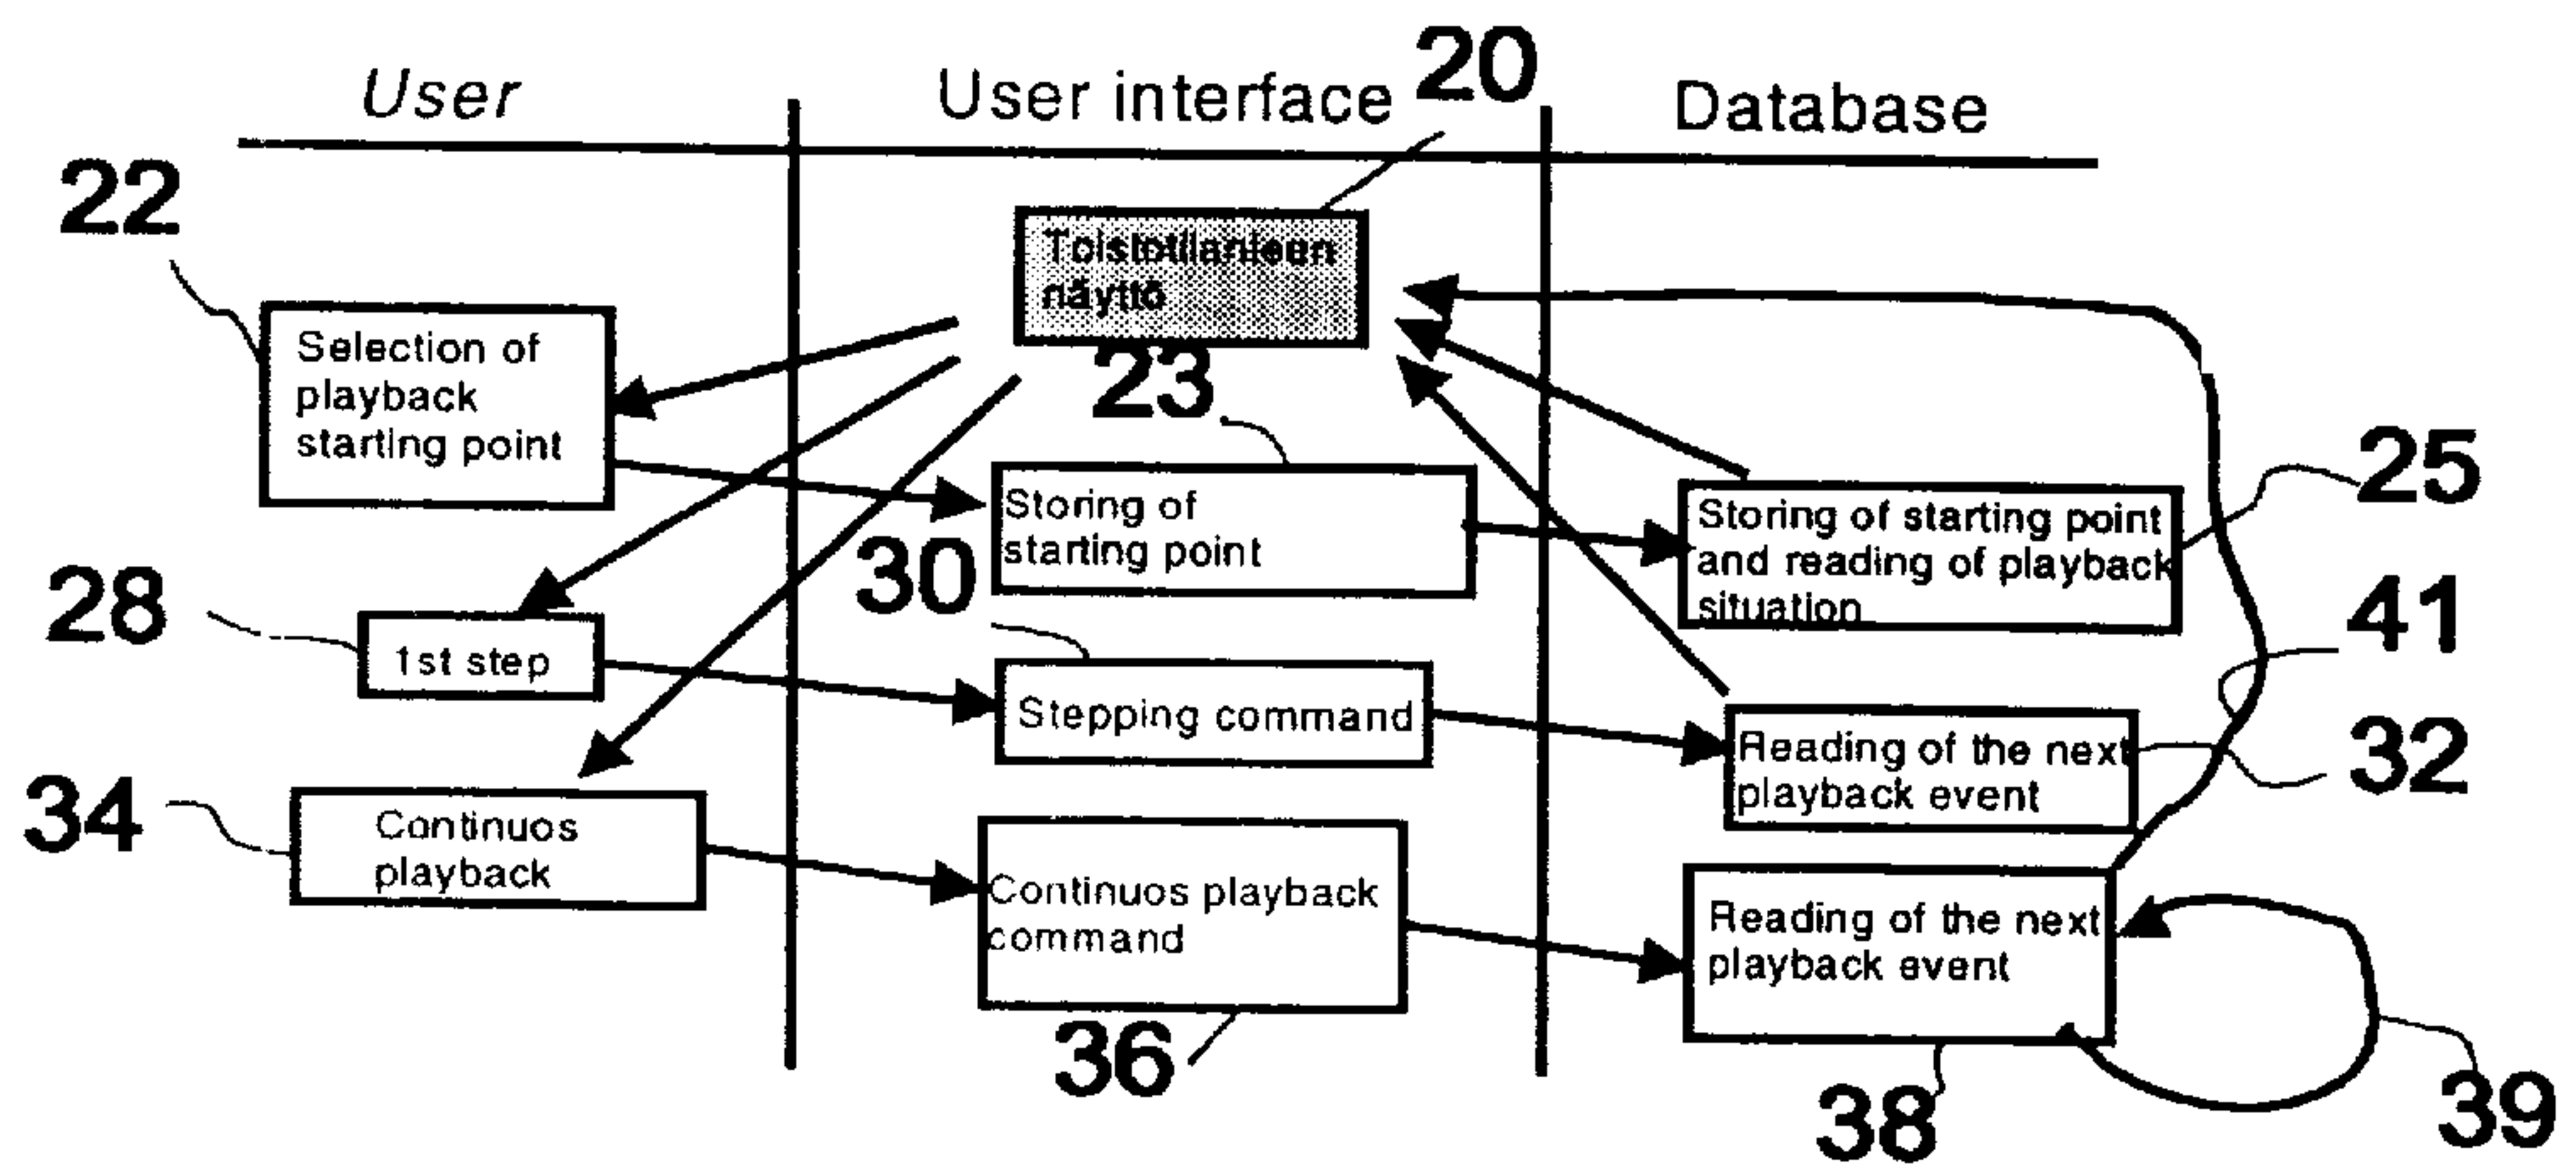 User
User interface
20
Database
22
Toistotilanteen
näyttö
Selection of
playback
starting point
23
Storing of
starting point
25
Storing of starting point
and reading of playback
situation
28
1st step
30
Stepping command
41
32
Reading of the next
playback event
34
Continuos
playback
Continuos playback
command
36
Reading of the next
playback event
38
39